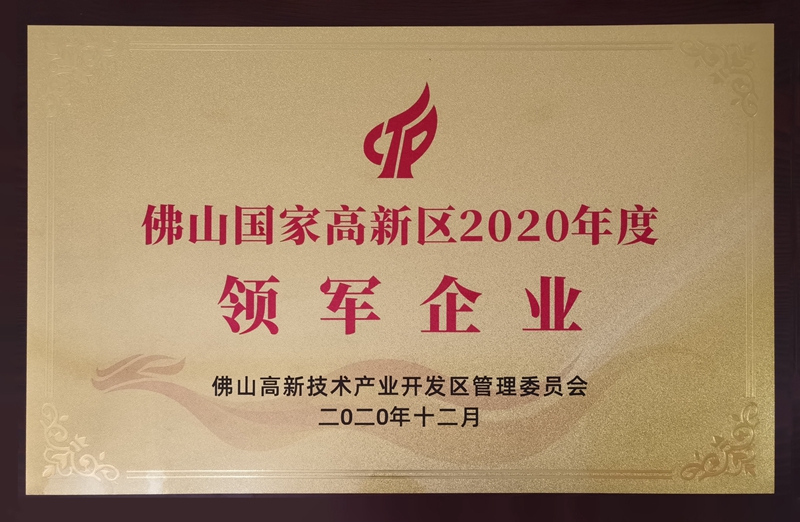 佛山国家高新区2020年度
领军企业
佛山高新技术产业开发区管理委员会
二〇二〇年十二月